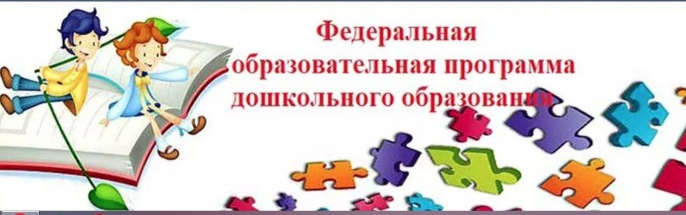 Федеральная
образовательная программа
дошкольного образования